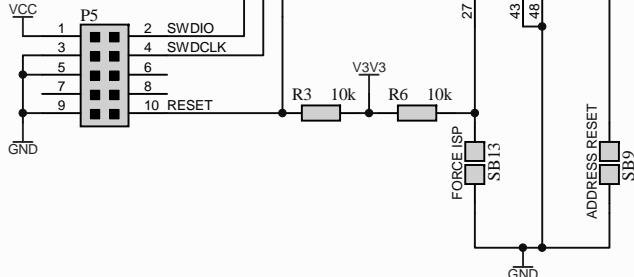 VCC
P5
1
2 SWDIO
3
4 SWDCLK
5
6
7
8
9
10 RESET
GND
R3 10k
V3V3
R6 10k
27
43
48
FORCE ISP
SB13
ADDRESS RESET
SB9
GND